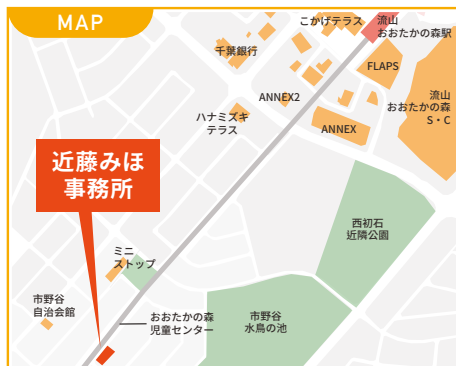 MAP
こかげテラス
流山
おおたかの森駅
千葉銀行
FLAPS
流山
おおたかの森
S・C
ANNEX2
ハナミズキ
テラス
ANNEX
近藤みほ
事務所
西初石
近隣公園
ミニ
ストップ
市野谷
自治会館
おおたかの森
児童センター
市野谷
水鳥の池